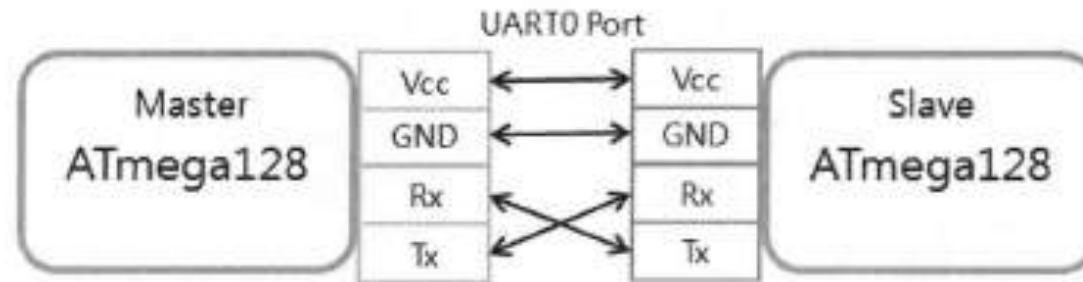 UART0 Port
Master
ATmega128
Vcc
GND
Rx
Tx
Vcc
GND
Rx
Tx
Slave
ATmega128